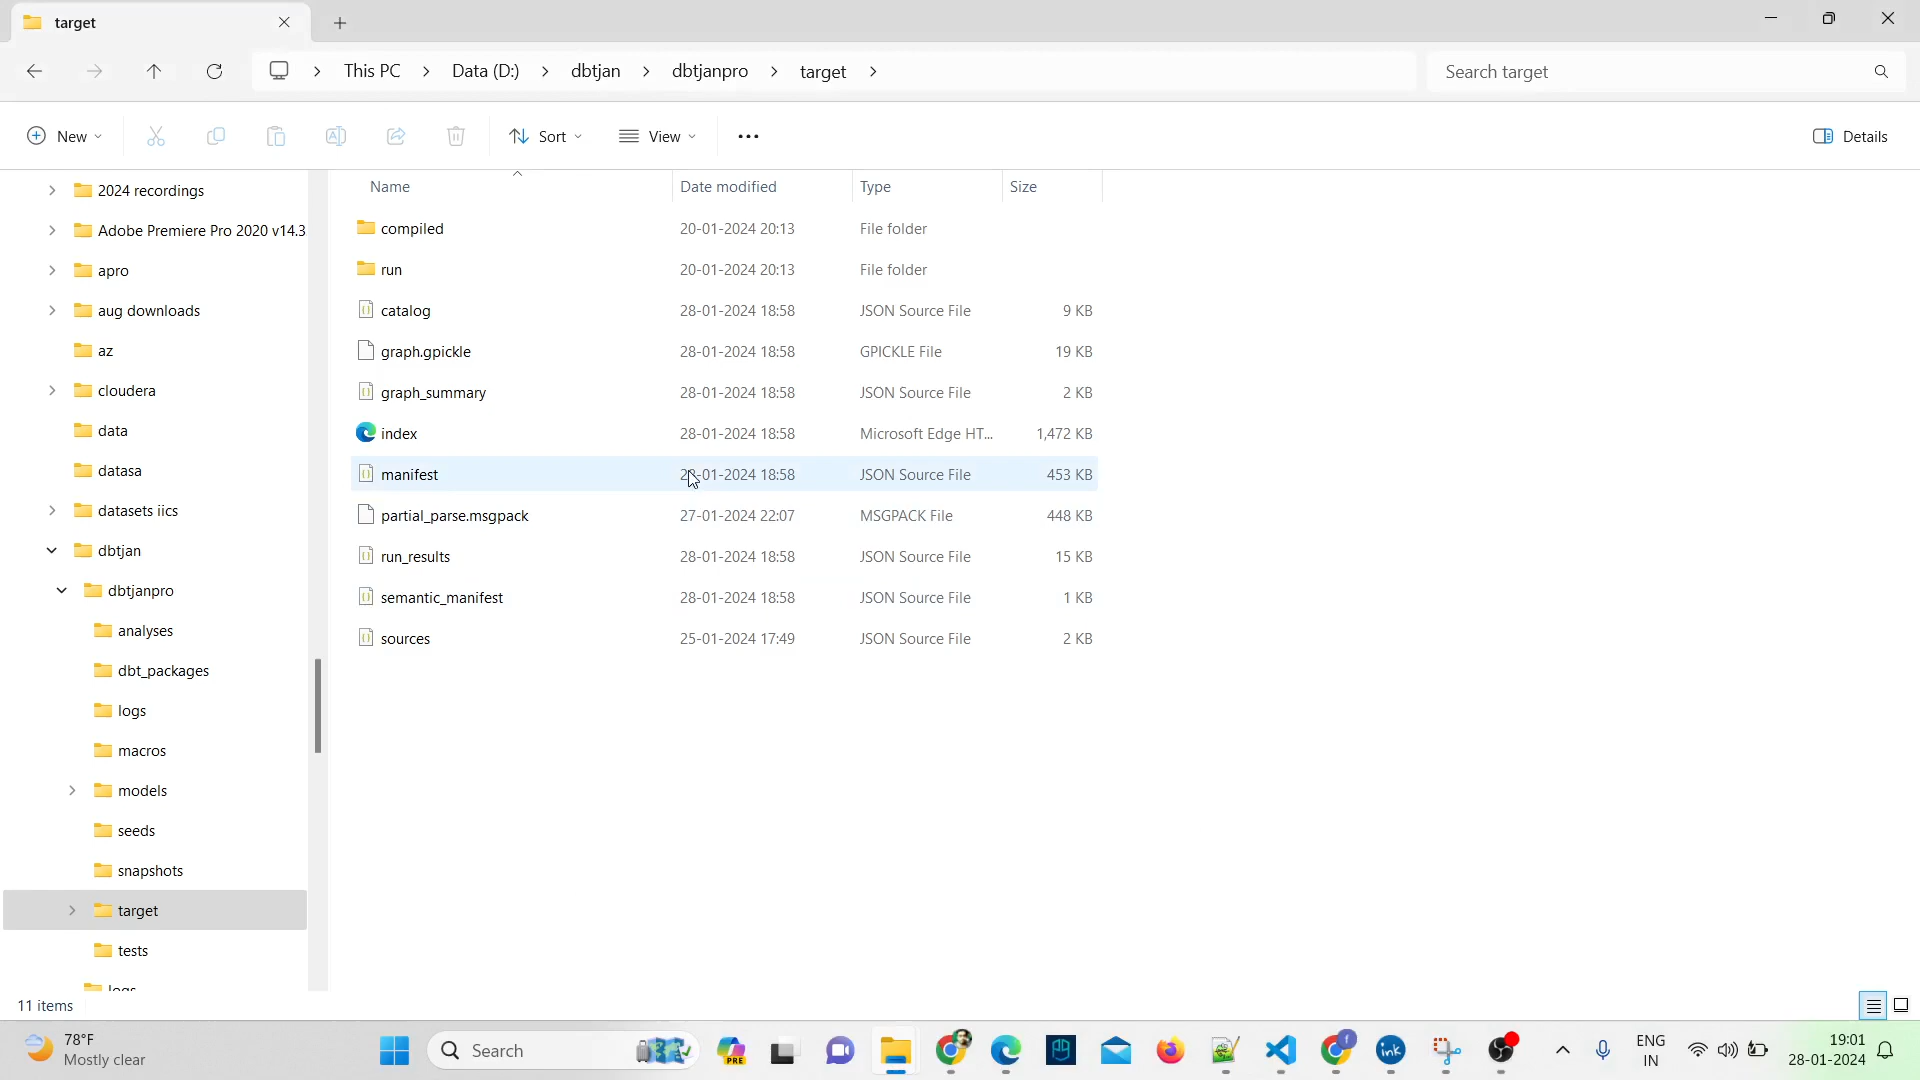 target
This PC > Data (D:) > dbtjan > dbtjanpro > target >
Search target
New
Sort
View
Details
2024 recordings
Adobe Premiere Pro 2020 v14.3
apro
aug downloads
az
cloudera
data
datasa
datasets iics
dbtjan
dbtjanpro
analyses
dbt_packages
logs
macros
models
seeds
snapshots
target
tests
logs
Name Date modified Type Size
compiled 20-01-2024 20:13 File folder
run 20-01-2024 20:13 File folder
catalog 28-01-2024 18:58 JSON Source File 9 KB
graph.gpickle 28-01-2024 18:58 GPICKLE File 19 KB
graph_summary 28-01-2024 18:58 JSON Source File 2 KB
index 28-01-2024 18:58 Microsoft Edge HT... 1,472 KB
manifest 28-01-2024 18:58 JSON Source File 453 KB
partial_parse.msgpack 27-01-2024 22:07 MSGPACK File 448 KB
run_results 28-01-2024 18:58 JSON Source File 15 KB
semantic_manifest 28-01-2024 18:58 JSON Source File 1 KB
sources 25-01-2024 17:49 JSON Source File 2 KB
11 items
78°F
Mostly clear
Search
PRE
f
ink
ENG
IN
19:01
28-01-2024